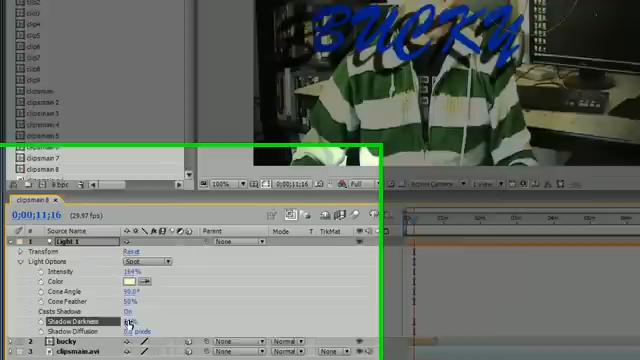 clip5
clip6
clip7
clip8
clip9
clipsmain
clipsmain 2
clipsmain 3
clipsmain 4
clipsmain 5
clipsmain 7
clipsmain 8
8 bpc
BUCKY
100%
0;00;11;16
Full
Active Camera
1 View
clipsmain 8 ×
0;00;11;16 (29.97 fps)
# Source Name Parent Mode T TrkMat
1 Light 1 None
Transform Reset
Light Options Spot
Intensity 164%
Color
Cone Angle 90.0°
Cone Feather 50%
Casts Shadows On
Shadow Darkness
Shadow Diffusion pixels
2 bucky None Normal
3 clipsmain.avi None Normal None